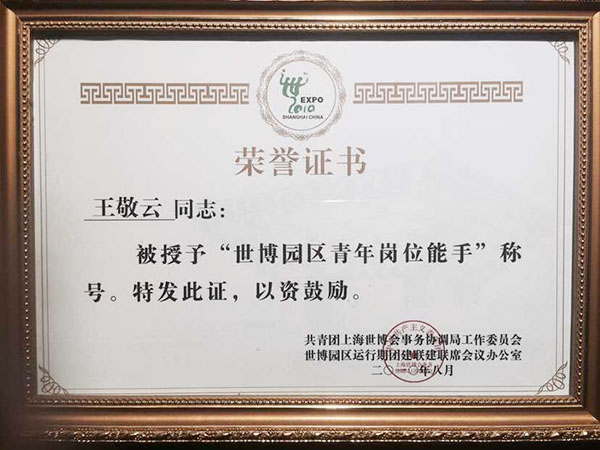 EXPO
2010
SHANGHAI CHINA
荣誉证书
王敬云 同志：
被授予“世博园区青年岗位能手”称
号。特发此证，以资鼓励。
共青团上海世博会事务协调局工作委员会
世博园区运行期团建联建联席会议办公室
二〇一〇年八月